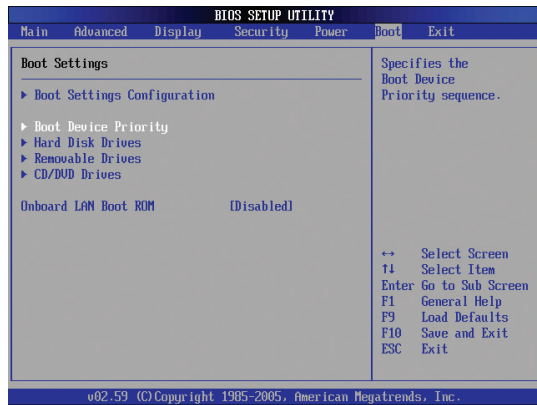 BIOS SETUP UTILITY
Main Advanced Display Security Power Boot Exit
Boot Settings
▶ Boot Settings Configuration
▶ Boot Device Priority
▶ Hard Disk Drives
▶ Removable Drives
▶ CD/DVD Drives
Onboard LAN Boot ROM [Disabled]
Specifies the
Boot Device
Priority sequence.
↔ Select Screen
↑↓ Select Item
Enter Go to Sub Screen
F1 General Help
F9 Load Defaults
F10 Save and Exit
ESC Exit
v02.59 (C)Copyright 1985-2005, American Megatrends, Inc.